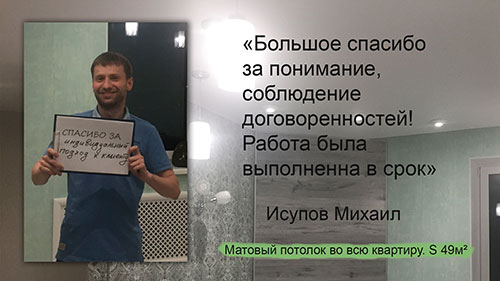 «Большое спасибо
за понимание,
соблюдение
договоренностей!
Работа была
выполненна в срок»
Исупов Михаил
Матовый потолок во всю квартиру. S 49м²
СПАСИБО ЗА
индивидуальный
подход к клиенту